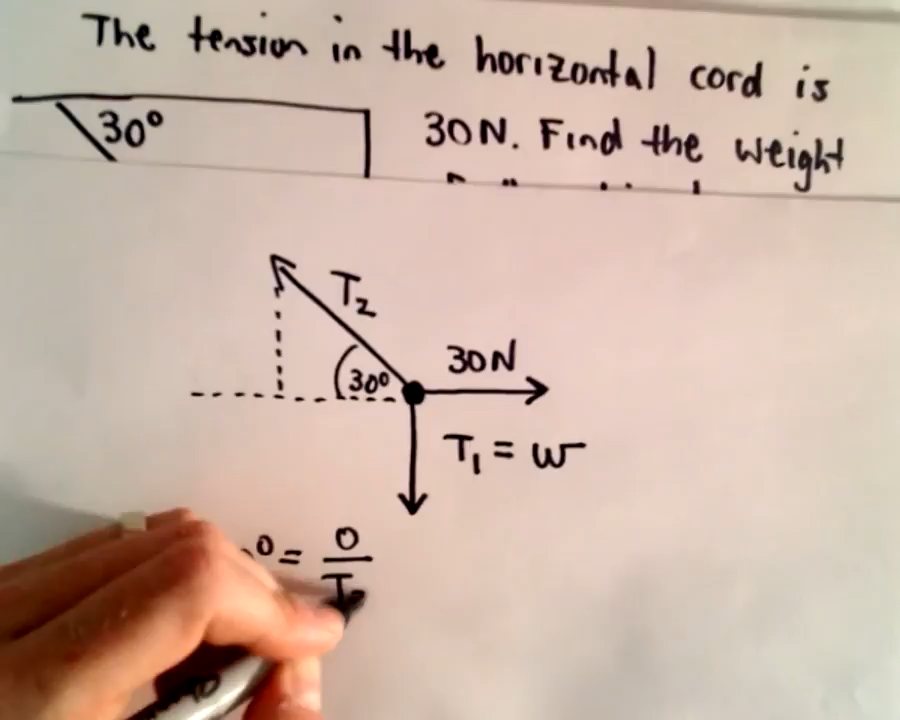 The tension in the horizontal cord is
30° 30N. Find the weight
T₂
30N
30°
T₁ = w
° = O
T